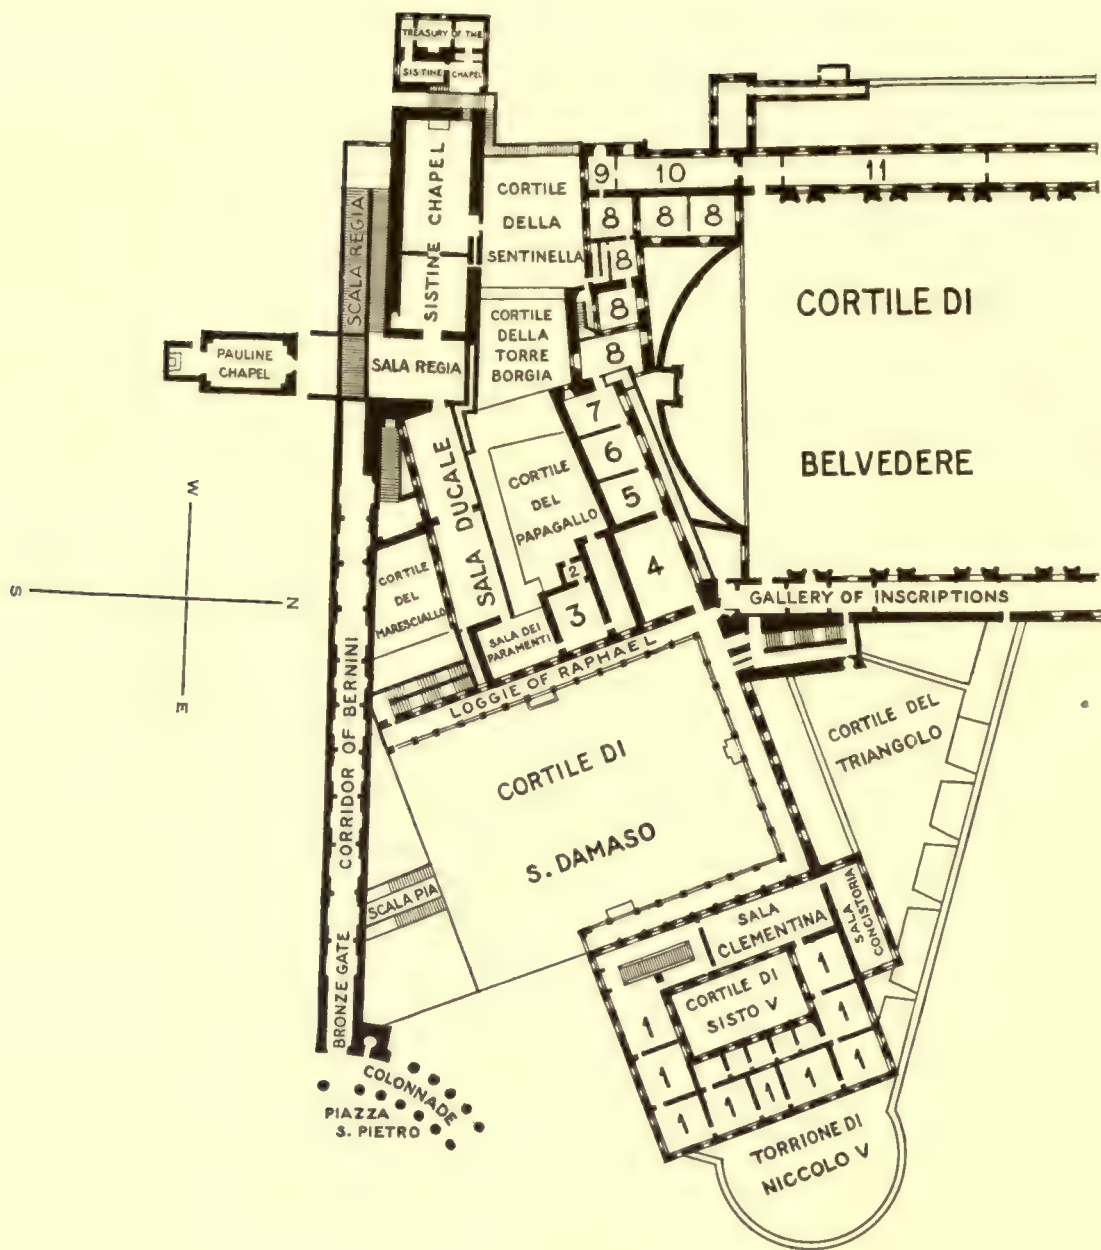 TREASURY OF THE
SISTINE CHAPEL
SISTINE CHAPEL
SCALA REGIA
CORTILE
DELLA
SENTINELLA
9
10
11
8
8
8
8
8
8
CORTILE
DELLA
TORRE
BORGIA
CORTILE DI
BELVEDERE
PAULINE
CHAPEL
SALA REGIA
7
6
5
4
SALA DUCALE
CORTILE
DEL
PAPAGALLO
2
3
W
S
N
E
CORTILE
DEL
MARESCIALLO
SALA DEI
PARAMENTI
LOGGIE OF RAPHAEL
GALLERY OF INSCRIPTIONS
CORTILE DEL
TRIANGOLO
CORTILE DI
S. DAMASO
CORRIDOR OF BERNINI
SCALA PIA
BRONZE GATE
SALA
CLEMENTINA
SALA
CONCISTORIA
CORTILE DI
SISTO V
1
1
1
1
1
1
1
1
1
COLONNADE
PIAZZA
S. PIETRO
TORRIONE DI
NICCOLO V